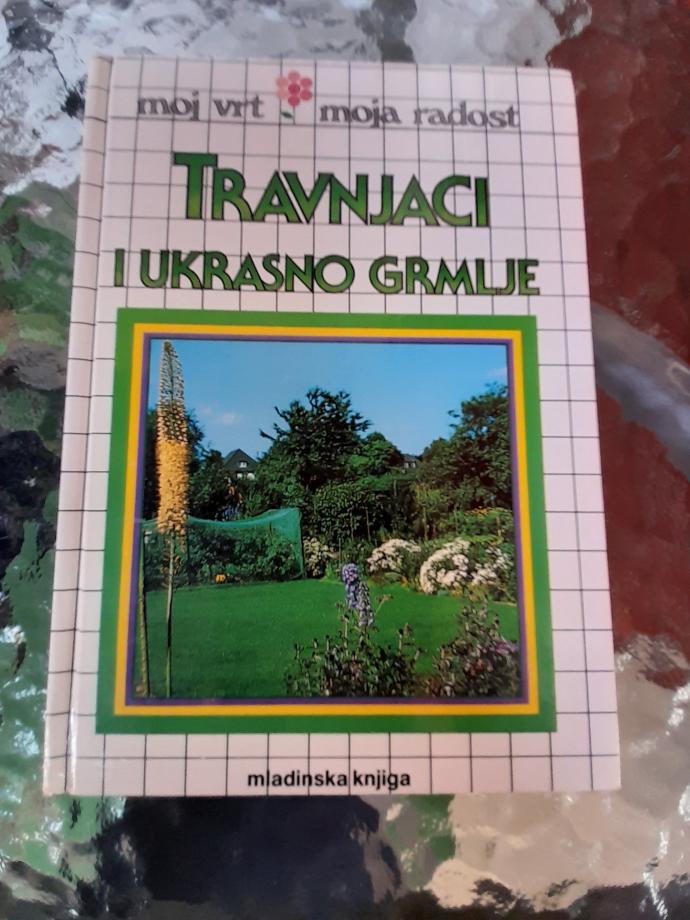 moj vrt moja radost
TRAVNJACI
I UKRASNO GRMLJE
mladinska knjiga